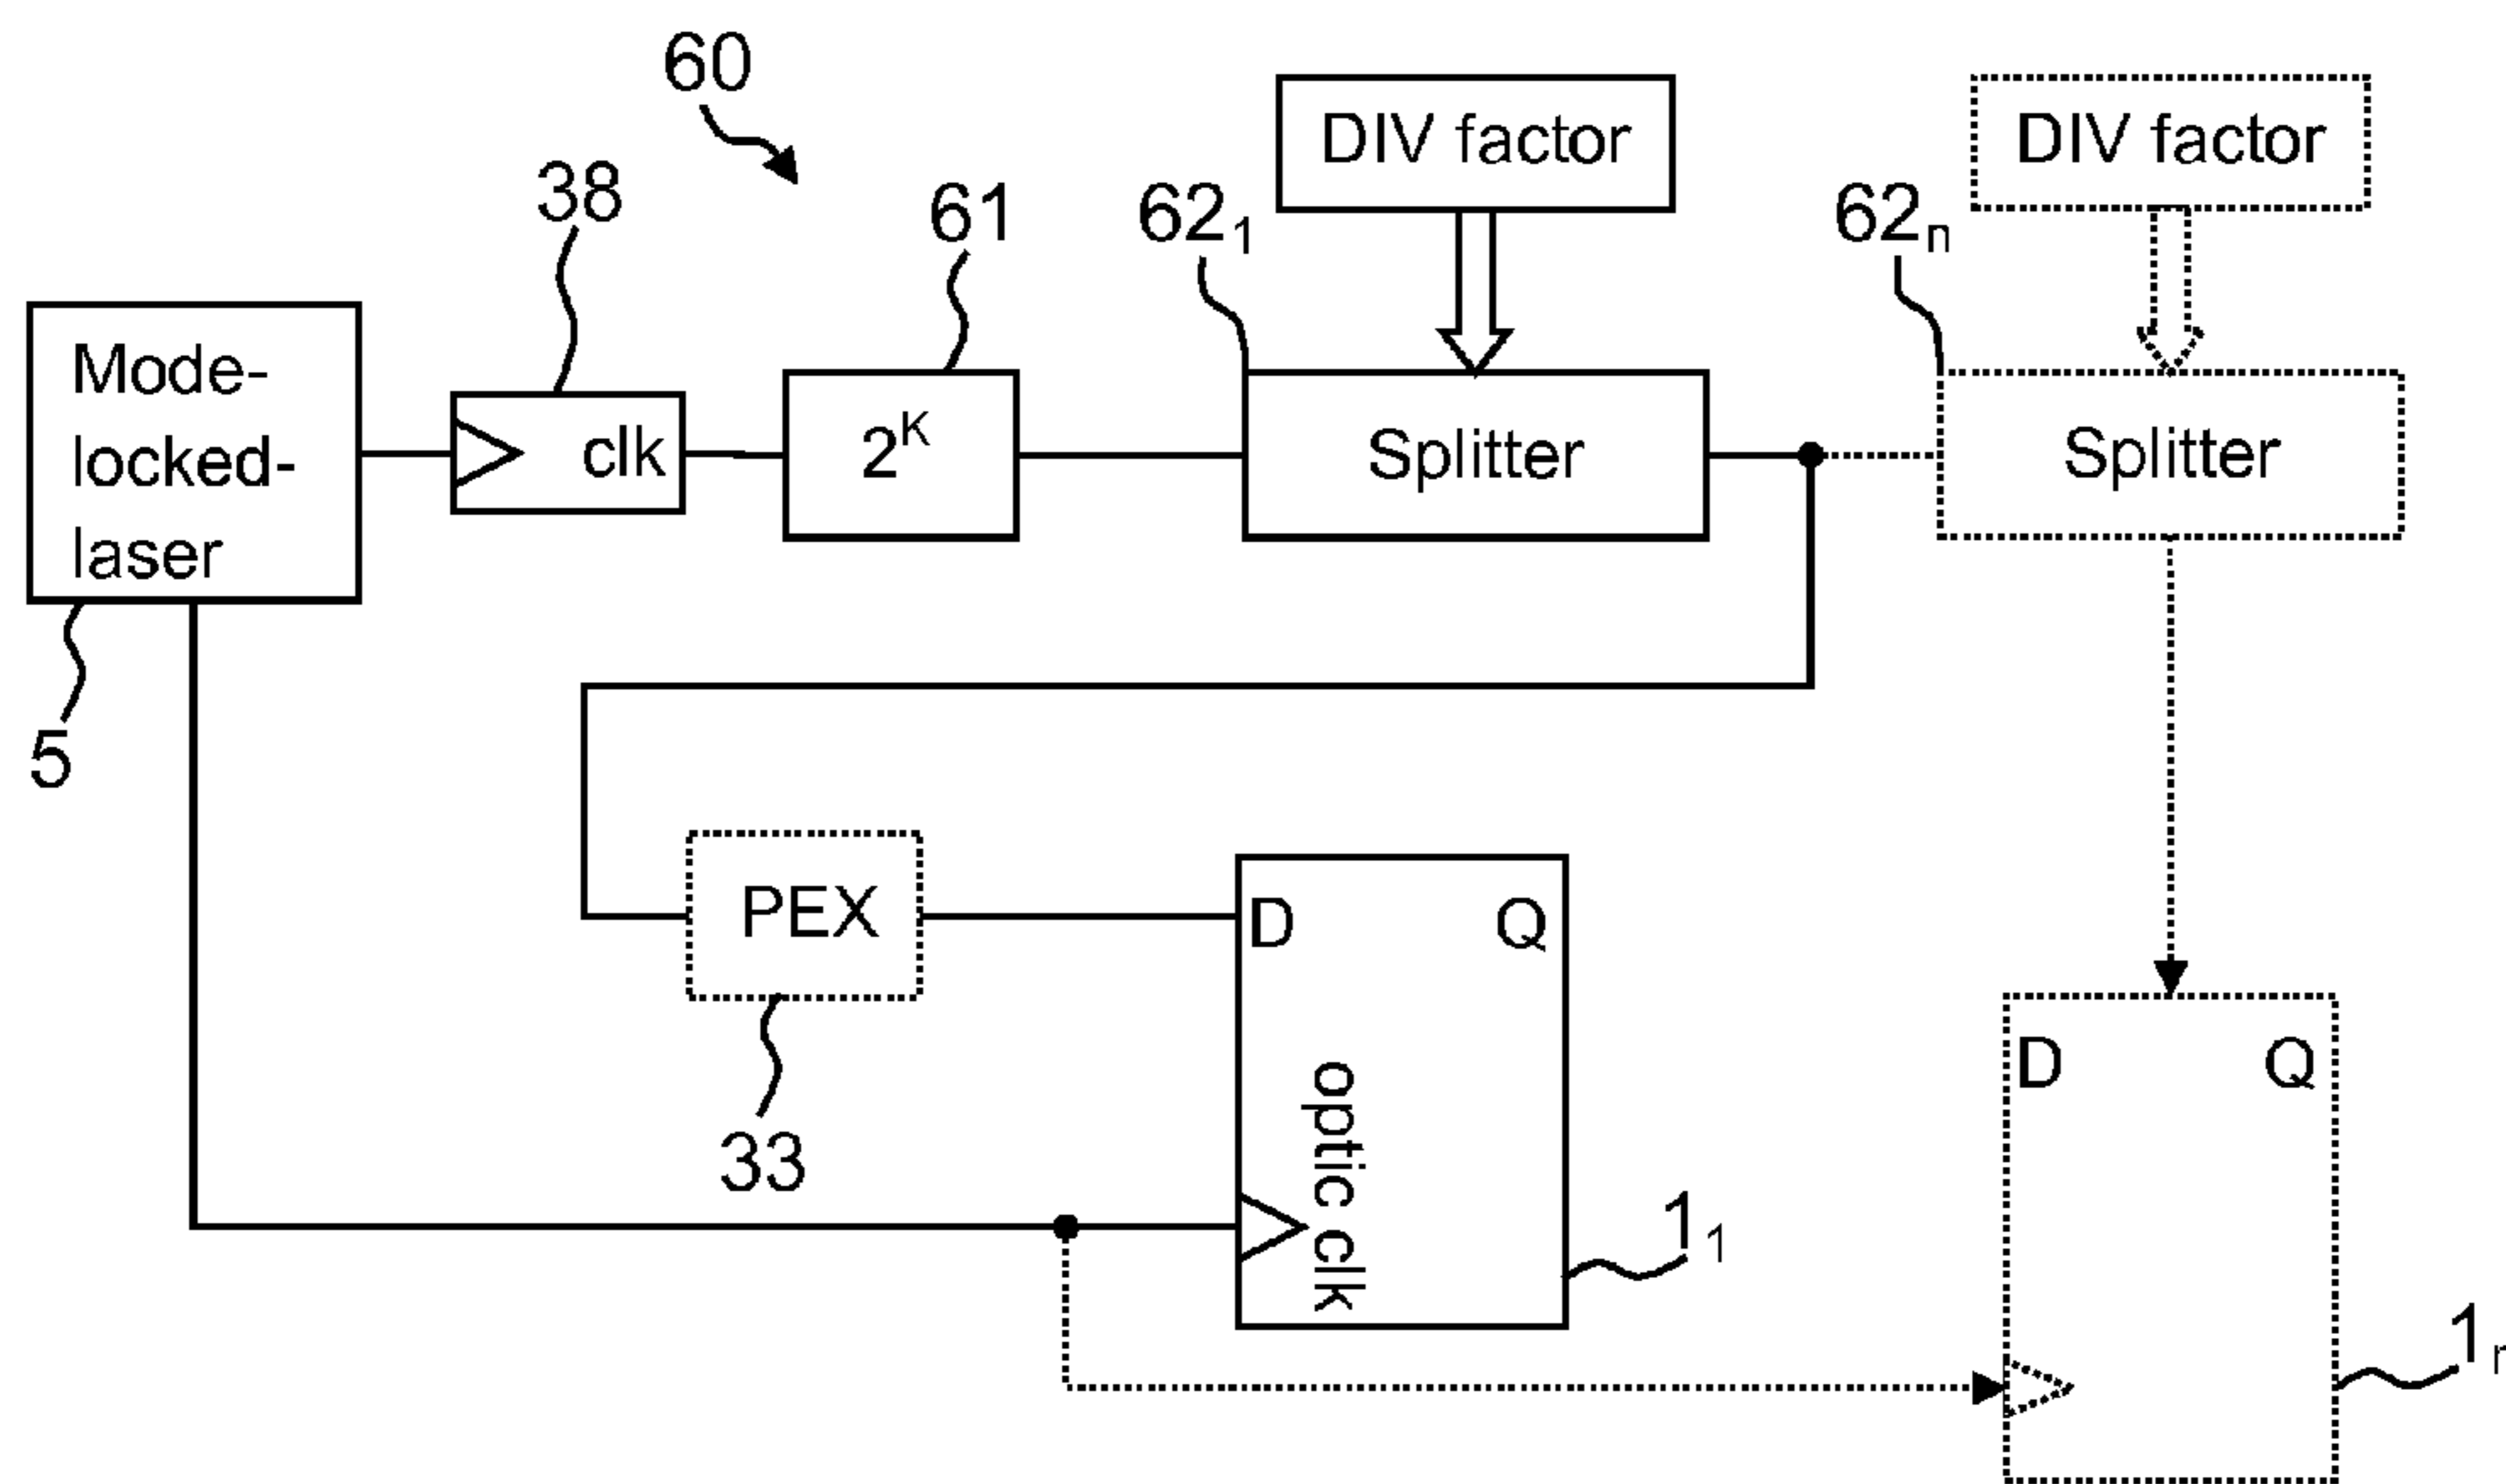 60
DIV factor
DIV factor
38
61
62₁
62ₙ
Mode-
locked-
laser
clk
2ᴷ
Splitter
Splitter
5
PEX
D
Q
optic clk
33
1₁
D
Q